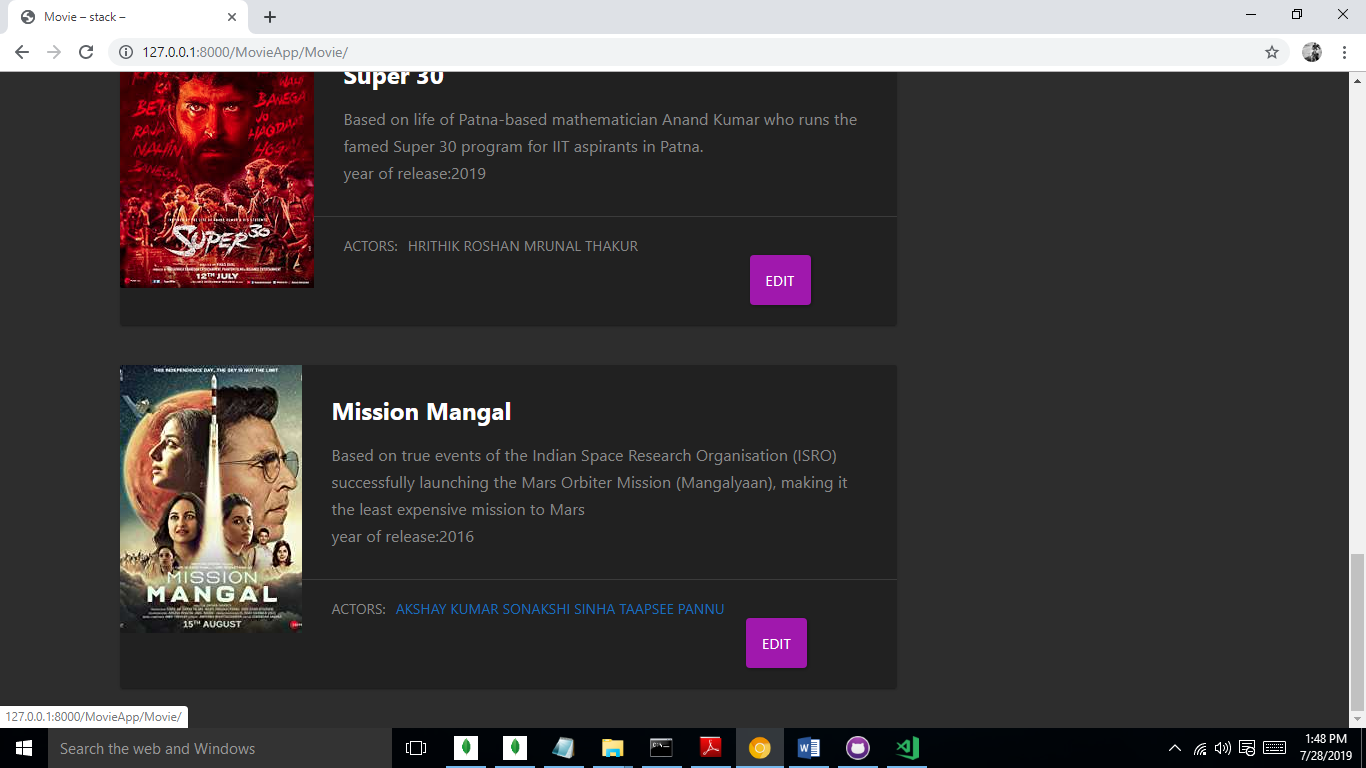 Movie – stack –
127.0.0.1:8000/MovieApp/Movie/
Super 30
Based on life of Patna-based mathematician Anand Kumar who runs the
famed Super 30 program for IIT aspirants in Patna.
year of release:2019
SUPER 30
12TH JULY
ACTORS: HRITHIK ROSHAN MRUNAL THAKUR
EDIT
THIS INDEPENDENCE DAY...THE SKY IS NOT THE LIMIT
MISSION
MANGAL
15TH AUGUST
Mission Mangal
Based on true events of the Indian Space Research Organisation (ISRO)
successfully launching the Mars Orbiter Mission (Mangalyaan), making it
the least expensive mission to Mars
year of release:2016
ACTORS: AKSHAY KUMAR SONAKSHI SINHA TAAPSEE PANNU
EDIT
127.0.0.1:8000/MovieApp/Movie/
Search the web and Windows
1:48 PM
7/28/2019